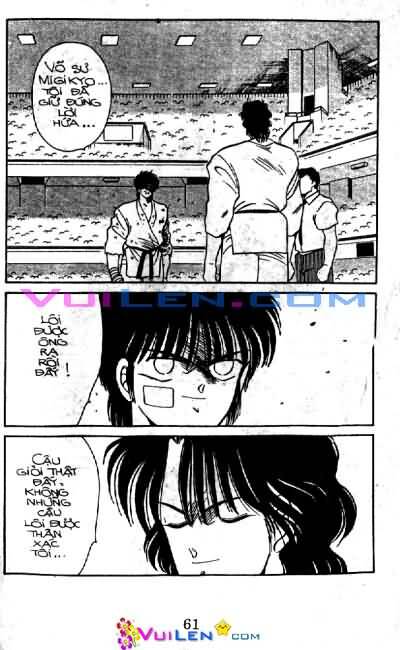 VÕ SƯ
MIGIKYO...
TÔI ĐÃ
GIỮ ĐÚNG
LỜI
HỨA...
VUILEN.COM
LÔI
ĐƯỢC
ÔNG
RA
RỒI
ĐẤY!
CẬU
GIỎI THẬT
ĐẤY.
KHÔNG
NHỮNG
CẬU
LÔI ĐƯỢC
THÂN
XÁC
TÔI...
61
VUILEN.COM